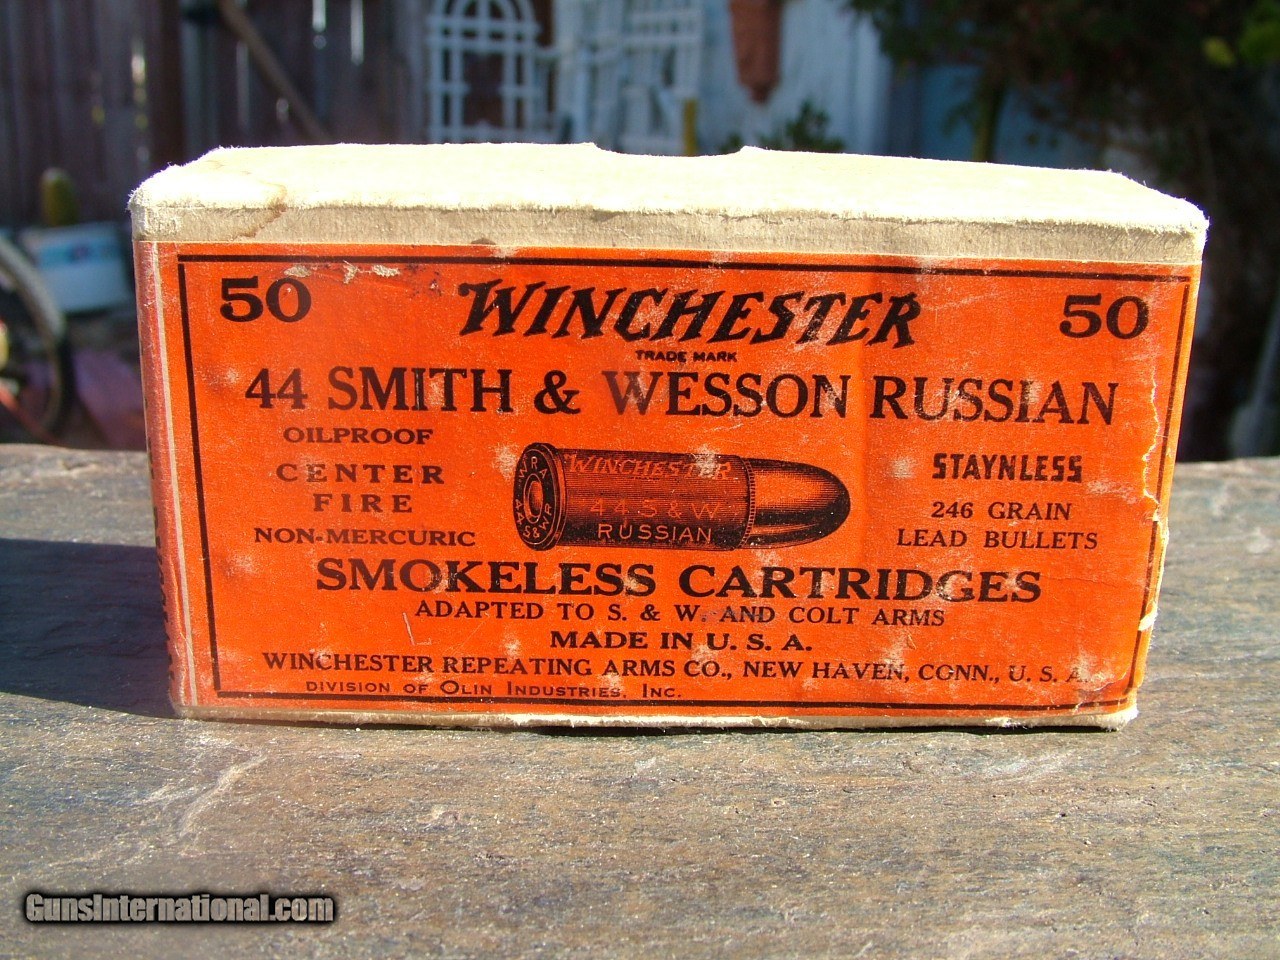 50 WINCHESTER 50
TRADE MARK
44 SMITH & WESSON RUSSIAN
OILPROOF
CENTER
FIRE
NON-MERCURIC
WINCHESTER
44 S & W
RUSSIAN
STAYNLESS
246 GRAIN
LEAD BULLETS
SMOKELESS CARTRIDGES
ADAPTED TO S. & W. AND COLT ARMS
MADE IN U. S. A.
WINCHESTER REPEATING ARMS CO., NEW HAVEN, CONN., U. S. A.
DIVISION OF OLIN INDUSTRIES, INC.
GunsInternational.com